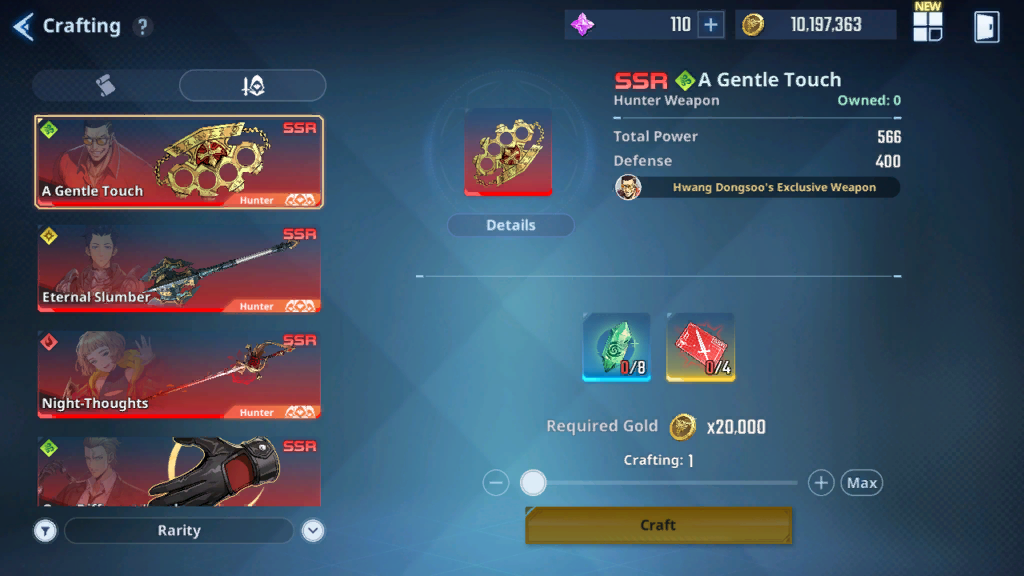 Crafting ?
110 +
10,197,363
NEW
SSR
A Gentle Touch
Hunter
SSR
Eternal Slumber
Hunter
SSR
Night-Thoughts
Hunter
SSR
Rarity
Details
SSR A Gentle Touch
Hunter Weapon Owned: 0
Total Power 566
Defense 400
Hwang Dongsoo's Exclusive Weapon
0/8
0/4
Required Gold x20,000
Crafting: 1
Max
Craft